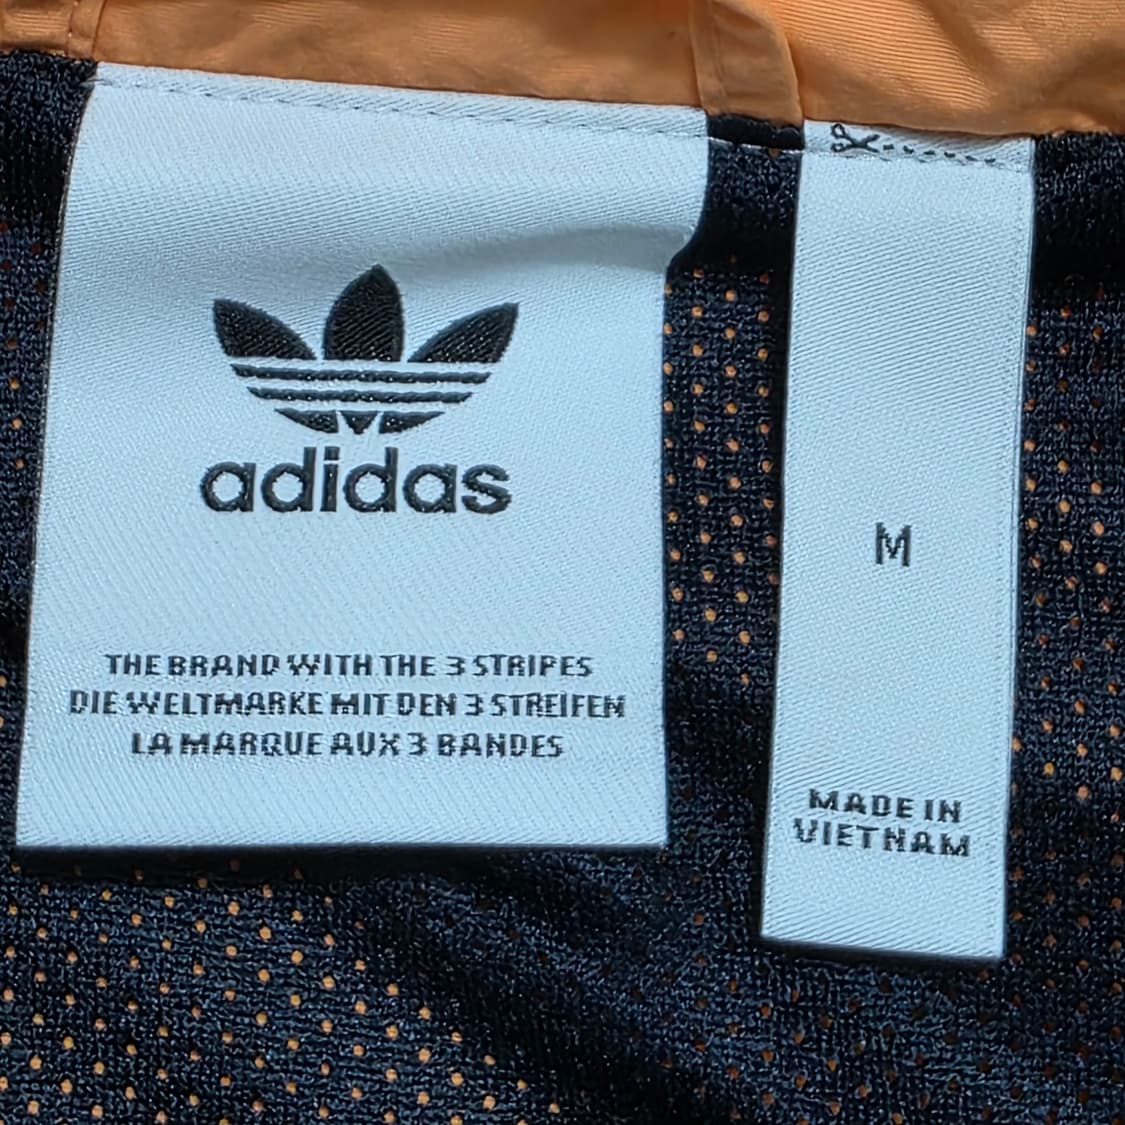 adidas
THE BRAND WITH THE 3 STRIPES
DIE WELTMARKE MIT DEN 3 STREIFEN
LA MARQUE AUX 3 BANDES
M
MADE IN
VIETNAM